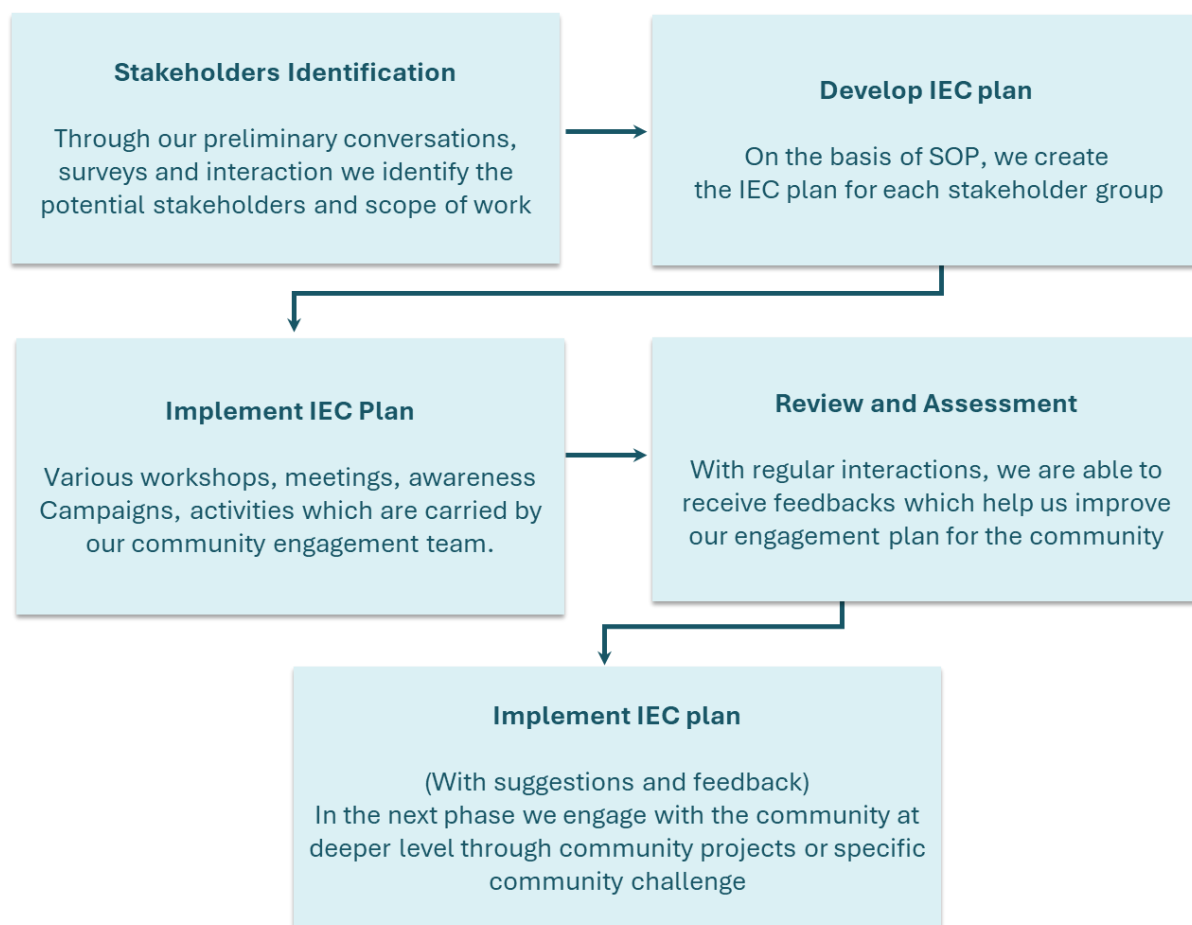 Stakeholders Identification
Through our preliminary conversations,
surveys and interaction we identify the
potential stakeholders and scope of work
Develop IEC plan
On the basis of SOP, we create
the IEC plan for each stakeholder group
Implement IEC Plan
Various workshops, meetings, awareness
Campaigns, activities which are carried by
our community engagement team.
Review and Assessment
With regular interactions, we are able to
receive feedbacks which help us improve
our engagement plan for the community
Implement IEC plan
(With suggestions and feedback)
In the next phase we engage with the community at
deeper level through community projects or specific
community challenge